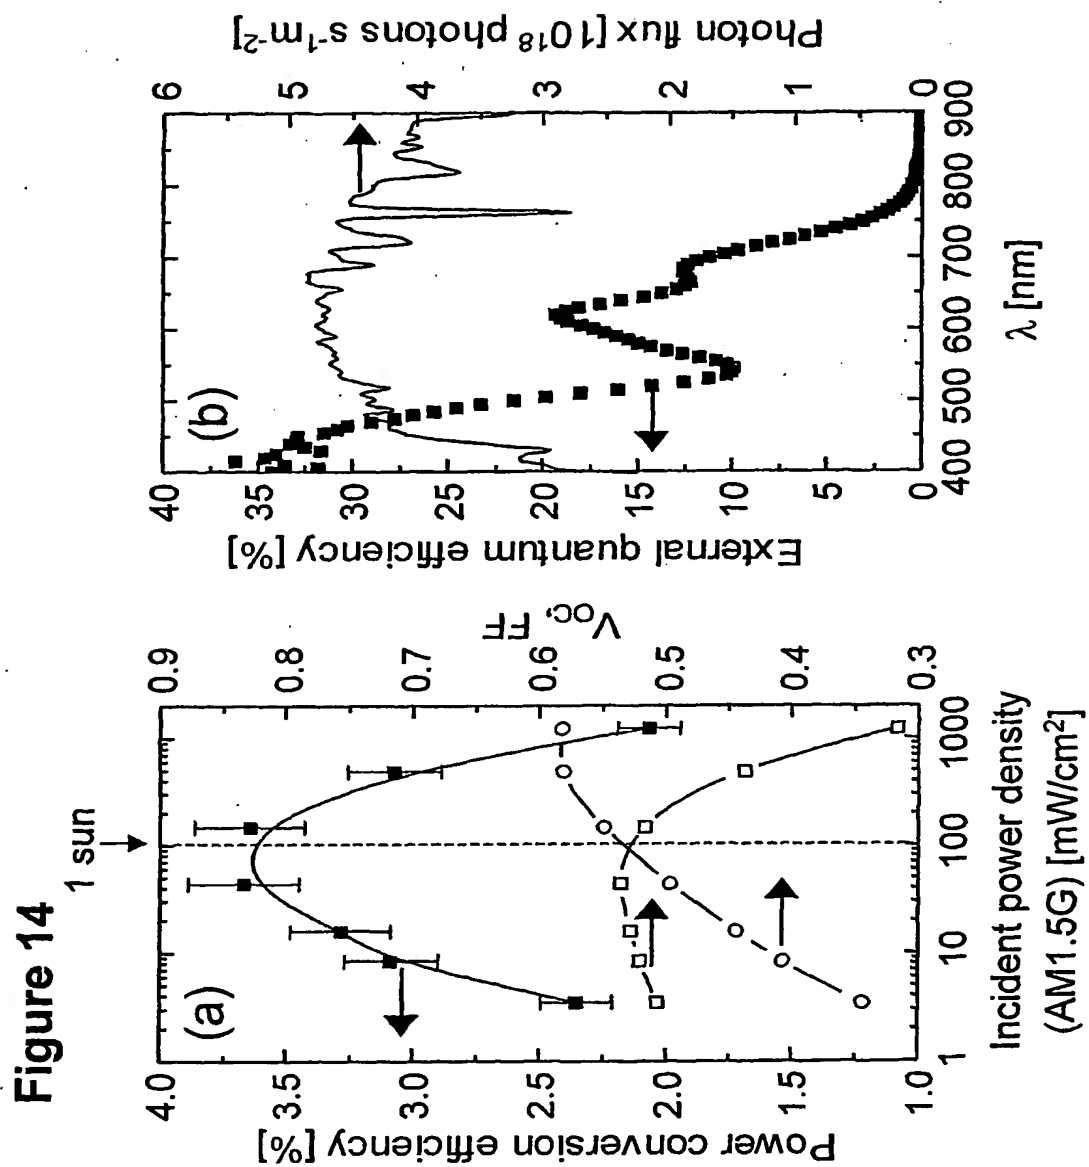 Figure 14
1 sun
(a)
Power conversion efficiency [%]
4.0
3.5
3.0
2.5
2.0
1.5
1.0
V_OC, FF
0.9
0.8
0.7
0.6
0.5
0.4
0.3
1
10
100
1000
Incident power density
(AM1.5G) [mW/cm²]
(b)
External quantum efficiency [%]
40
35
30
25
20
15
10
5
0
Photon flux [10¹⁸ photons s⁻¹m⁻²]
6
5
4
3
2
1
0
400 500 600 700 800 900
λ [nm]